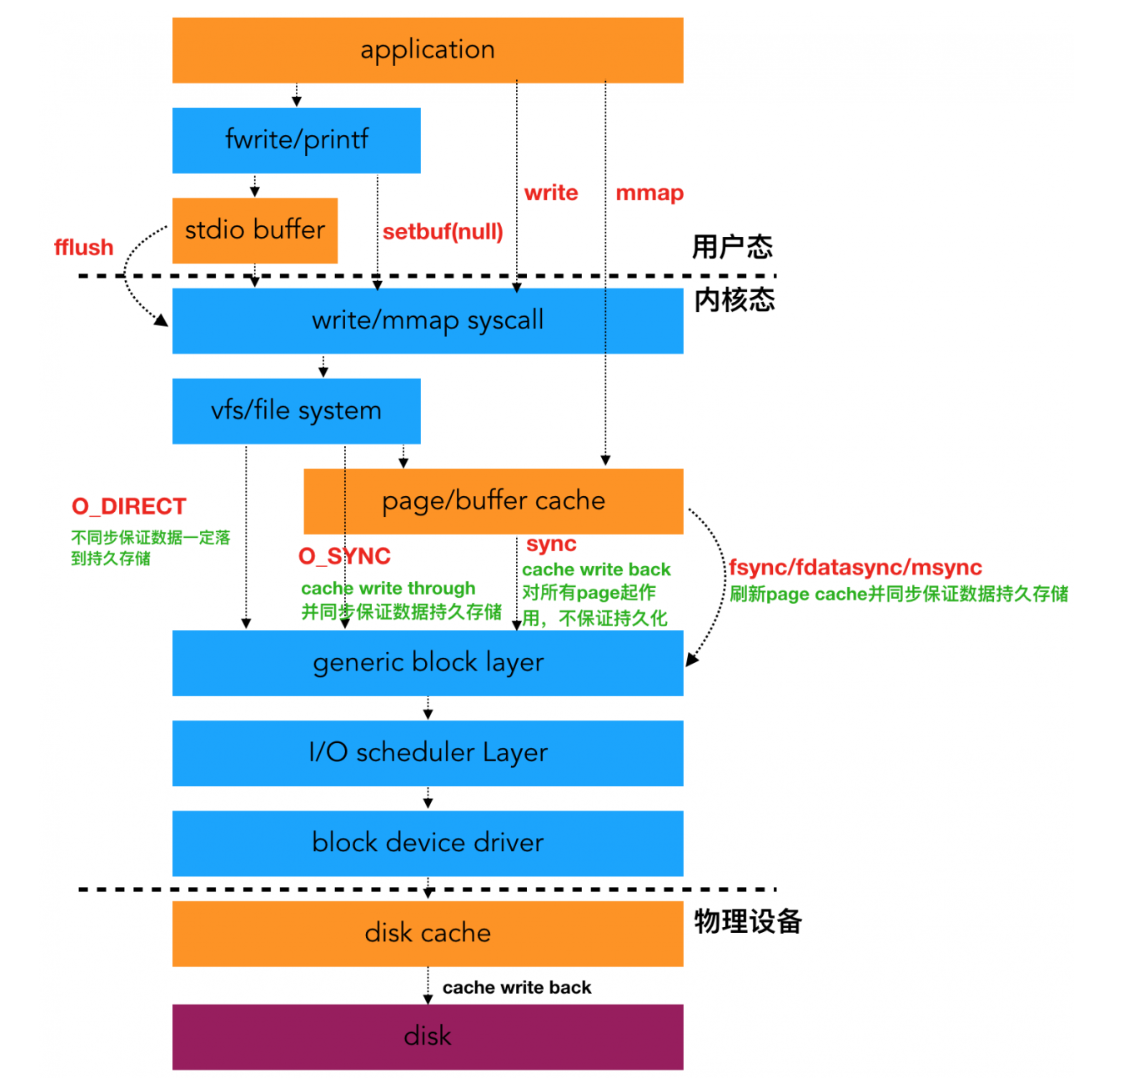 application
fwrite/printf
write
mmap
stdio buffer
setbuf(null)
fflush
用户态
内核态
write/mmap syscall
vfs/file system
page/buffer cache
O_DIRECT
不同步保证数据一定落
到持久存储
O_SYNC
cache write through
并同步保证数据持久存储
sync
cache write back
对所有page起作
用，不保证持久化
fsync/fdatasync/msync
刷新page cache并同步保证数据持久存储
generic block layer
I/O scheduler Layer
block device driver
物理设备
disk cache
cache write back
disk